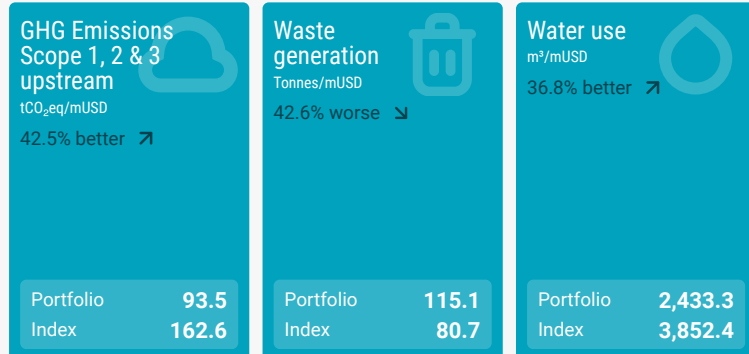 GHG Emissions
Scope 1, 2 & 3
upstream
tCO₂eq/mUSD
42.5% better
Portfolio 93.5
Index 162.6
Waste
generation
Tonnes/mUSD
42.6% worse
Portfolio 115.1
Index 80.7
Water use
m³/mUSD
36.8% better
Portfolio 2,433.3
Index 3,852.4